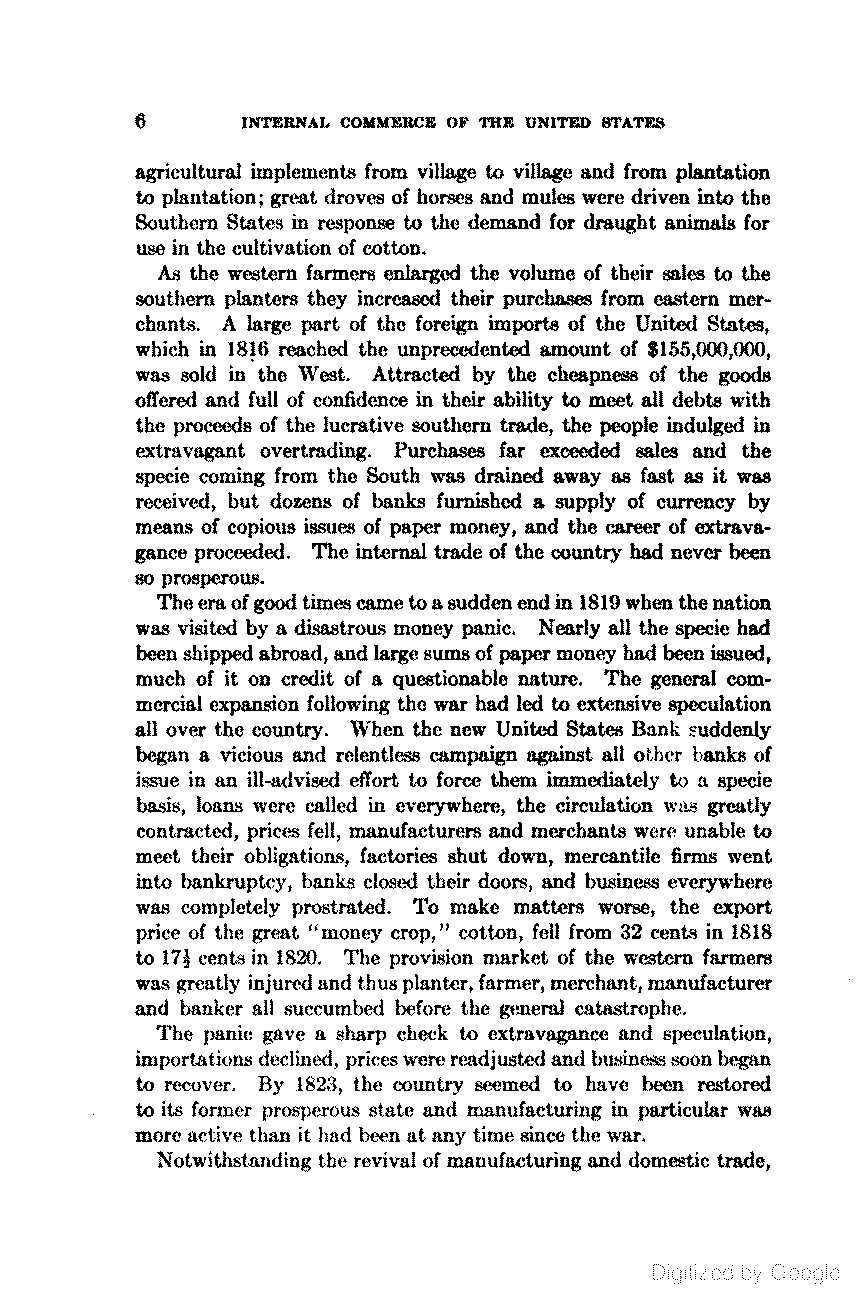 6 INTERNAL COMMERCE OF THE UNITED STATES
agricultural implements from village to village and from plantation
to plantation; great droves of horses and mules were driven into the
Southern States in response to the demand for draught animals for
use in the cultivation of cotton.
As the western farmers enlarged the volume of their sales to the
southern planters they increased their purchases from eastern mer-
chants. A large part of the foreign imports of the United States,
which in 1816 reached the unprecedented amount of $155,000,000,
was sold in the West. Attracted by the cheapness of the goods
offered and full of confidence in their ability to meet all debts with
the proceeds of the lucrative southern trade, the people indulged in
extravagant overtrading. Purchases far exceeded sales and the
specie coming from the South was drained away as fast as it was
received, but dozens of banks furnished a supply of currency by
means of copious issues of paper money, and the career of extrava-
gance proceeded. The internal trade of the country had never been
so prosperous.
The era of good times came to a sudden end in 1819 when the nation
was visited by a disastrous money panic. Nearly all the specie had
been shipped abroad, and large sums of paper money had been issued,
much of it on credit of a questionable nature. The general com-
mercial expansion following the war had led to extensive speculation
all over the country. When the new United States Bank suddenly
began a vicious and relentless campaign against all other banks of
issue in an ill-advised effort to force them immediately to a specie
basis, loans were called in everywhere, the circulation was greatly
contracted, prices fell, manufacturers and merchants were unable to
meet their obligations, factories shut down, mercantile firms went
into bankruptcy, banks closed their doors, and business everywhere
was completely prostrated. To make matters worse, the export
price of the great "money crop," cotton, fell from 32 cents in 1818
to 17½ cents in 1820. The provision market of the western farmers
was greatly injured and thus planter, farmer, merchant, manufacturer
and banker all succumbed before the general catastrophe.
The panic gave a sharp check to extravagance and speculation,
importations declined, prices were readjusted and business soon began
to recover. By 1823, the country seemed to have been restored
to its former prosperous state and manufacturing in particular was
more active than it had been at any time since the war.
Notwithstanding the revival of manufacturing and domestic trade,
Digitized by Google